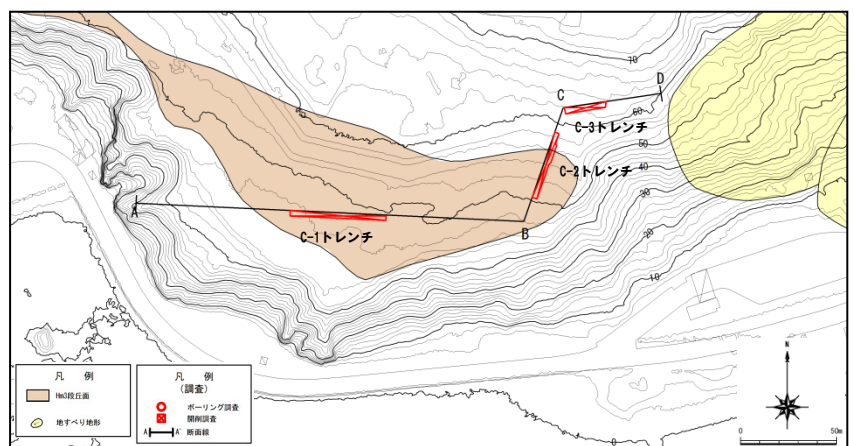 70
D
C
60
C-3トレンチ
50
C-2トレンチ
40
30
A
C-1トレンチ
B
20
10
凡 例
Hm3段丘面
地すべり地形
凡 例
(調査)
ボーリング調査
開削調査
A A' 断面線
N
0 50m
0